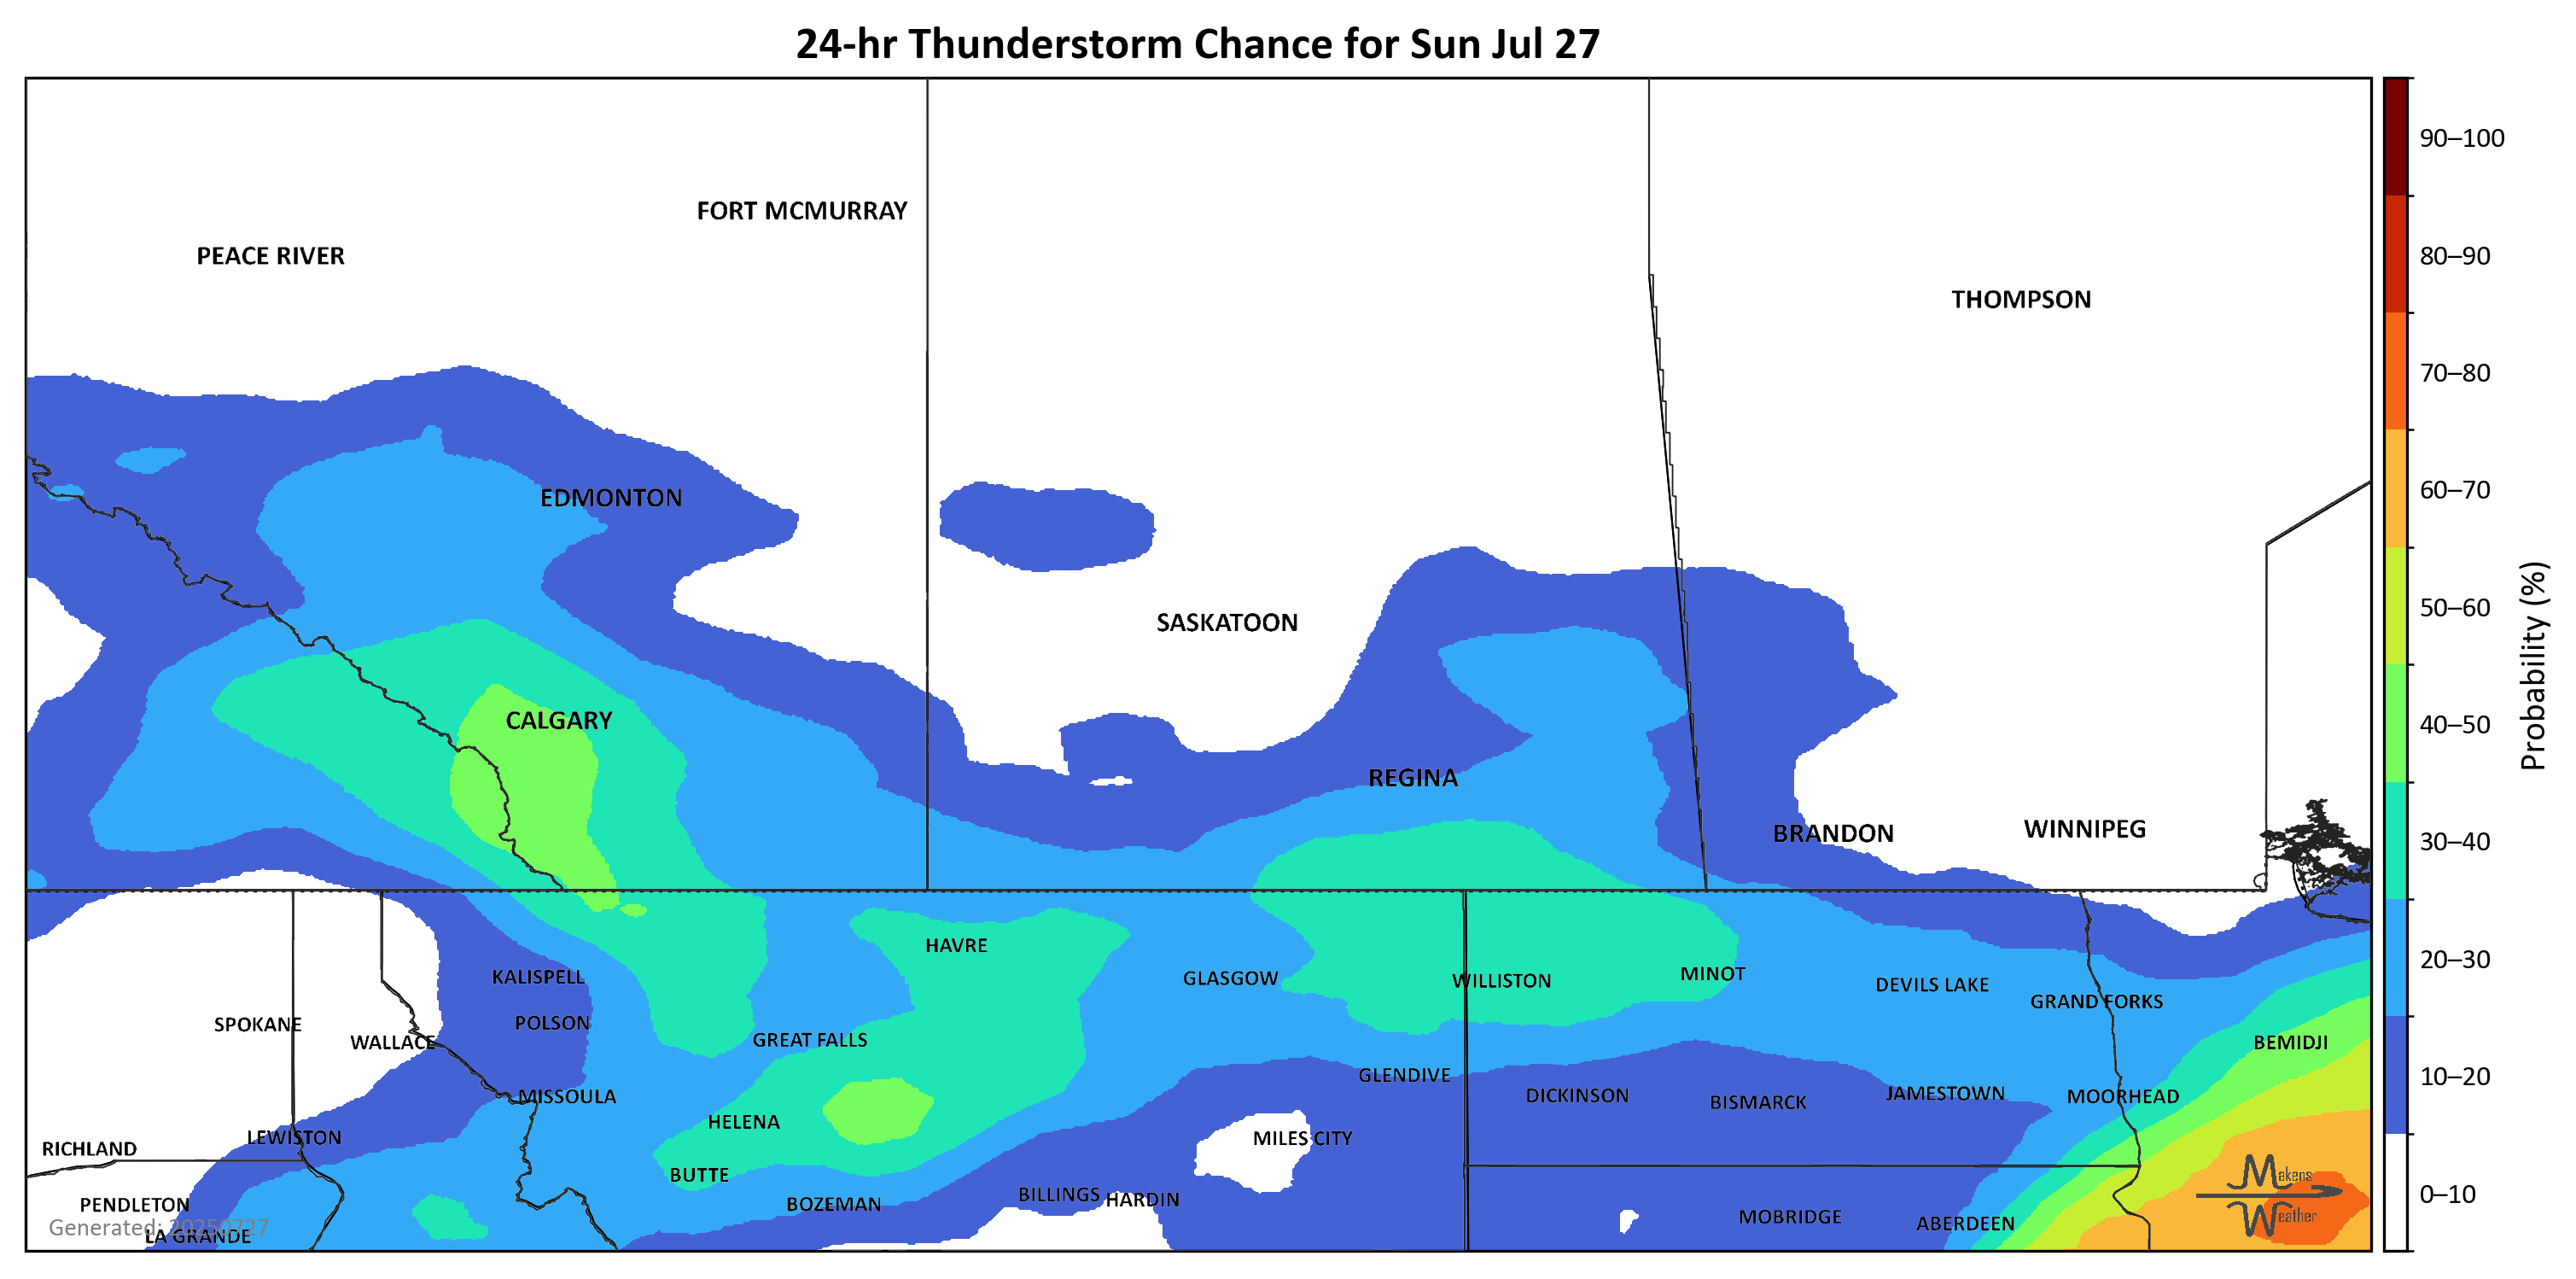 24-hr Thunderstorm Chance for Sun Jul 27
FORT MCMURRAY
PEACE RIVER
THOMPSON
EDMONTON
SASKATOON
CALGARY
REGINA
BRANDON
WINNIPEG
HAVRE
KALISPELL
GLASGOW
WILLISTON
MINOT
DEVILS LAKE
GRAND FORKS
SPOKANE
POLSON
WALLACE
GREAT FALLS
BEMIDJI
GLENDIVE
MISSOULA
DICKINSON
BISMARCK
JAMESTOWN
MOORHEAD
HELENA
LEWISTON
MILES CITY
RICHLAND
BUTTE
BILLINGS
HARDIN
PENDLETON
BOZEMAN
MOBRIDGE
ABERDEEN
Generated: 20250727
LA GRANDE
Makens
Weather
90–100
80–90
70–80
60–70
50–60
40–50
30–40
20–30
10–20
0–10
Probability (%)